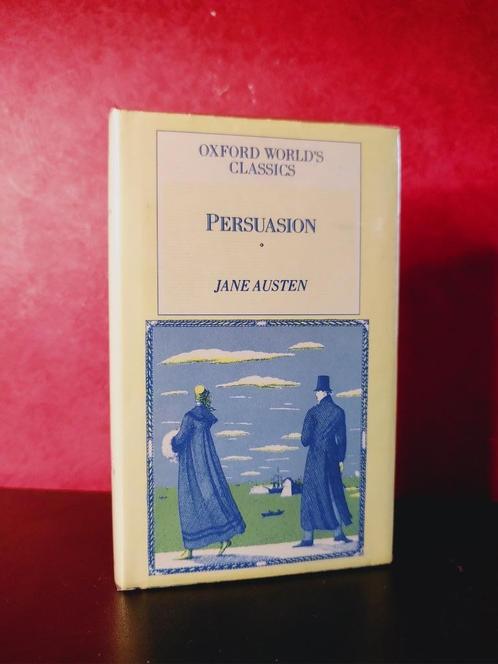 OXFORD WORLD'S
CLASSICS
PERSUASION
JANE AUSTEN